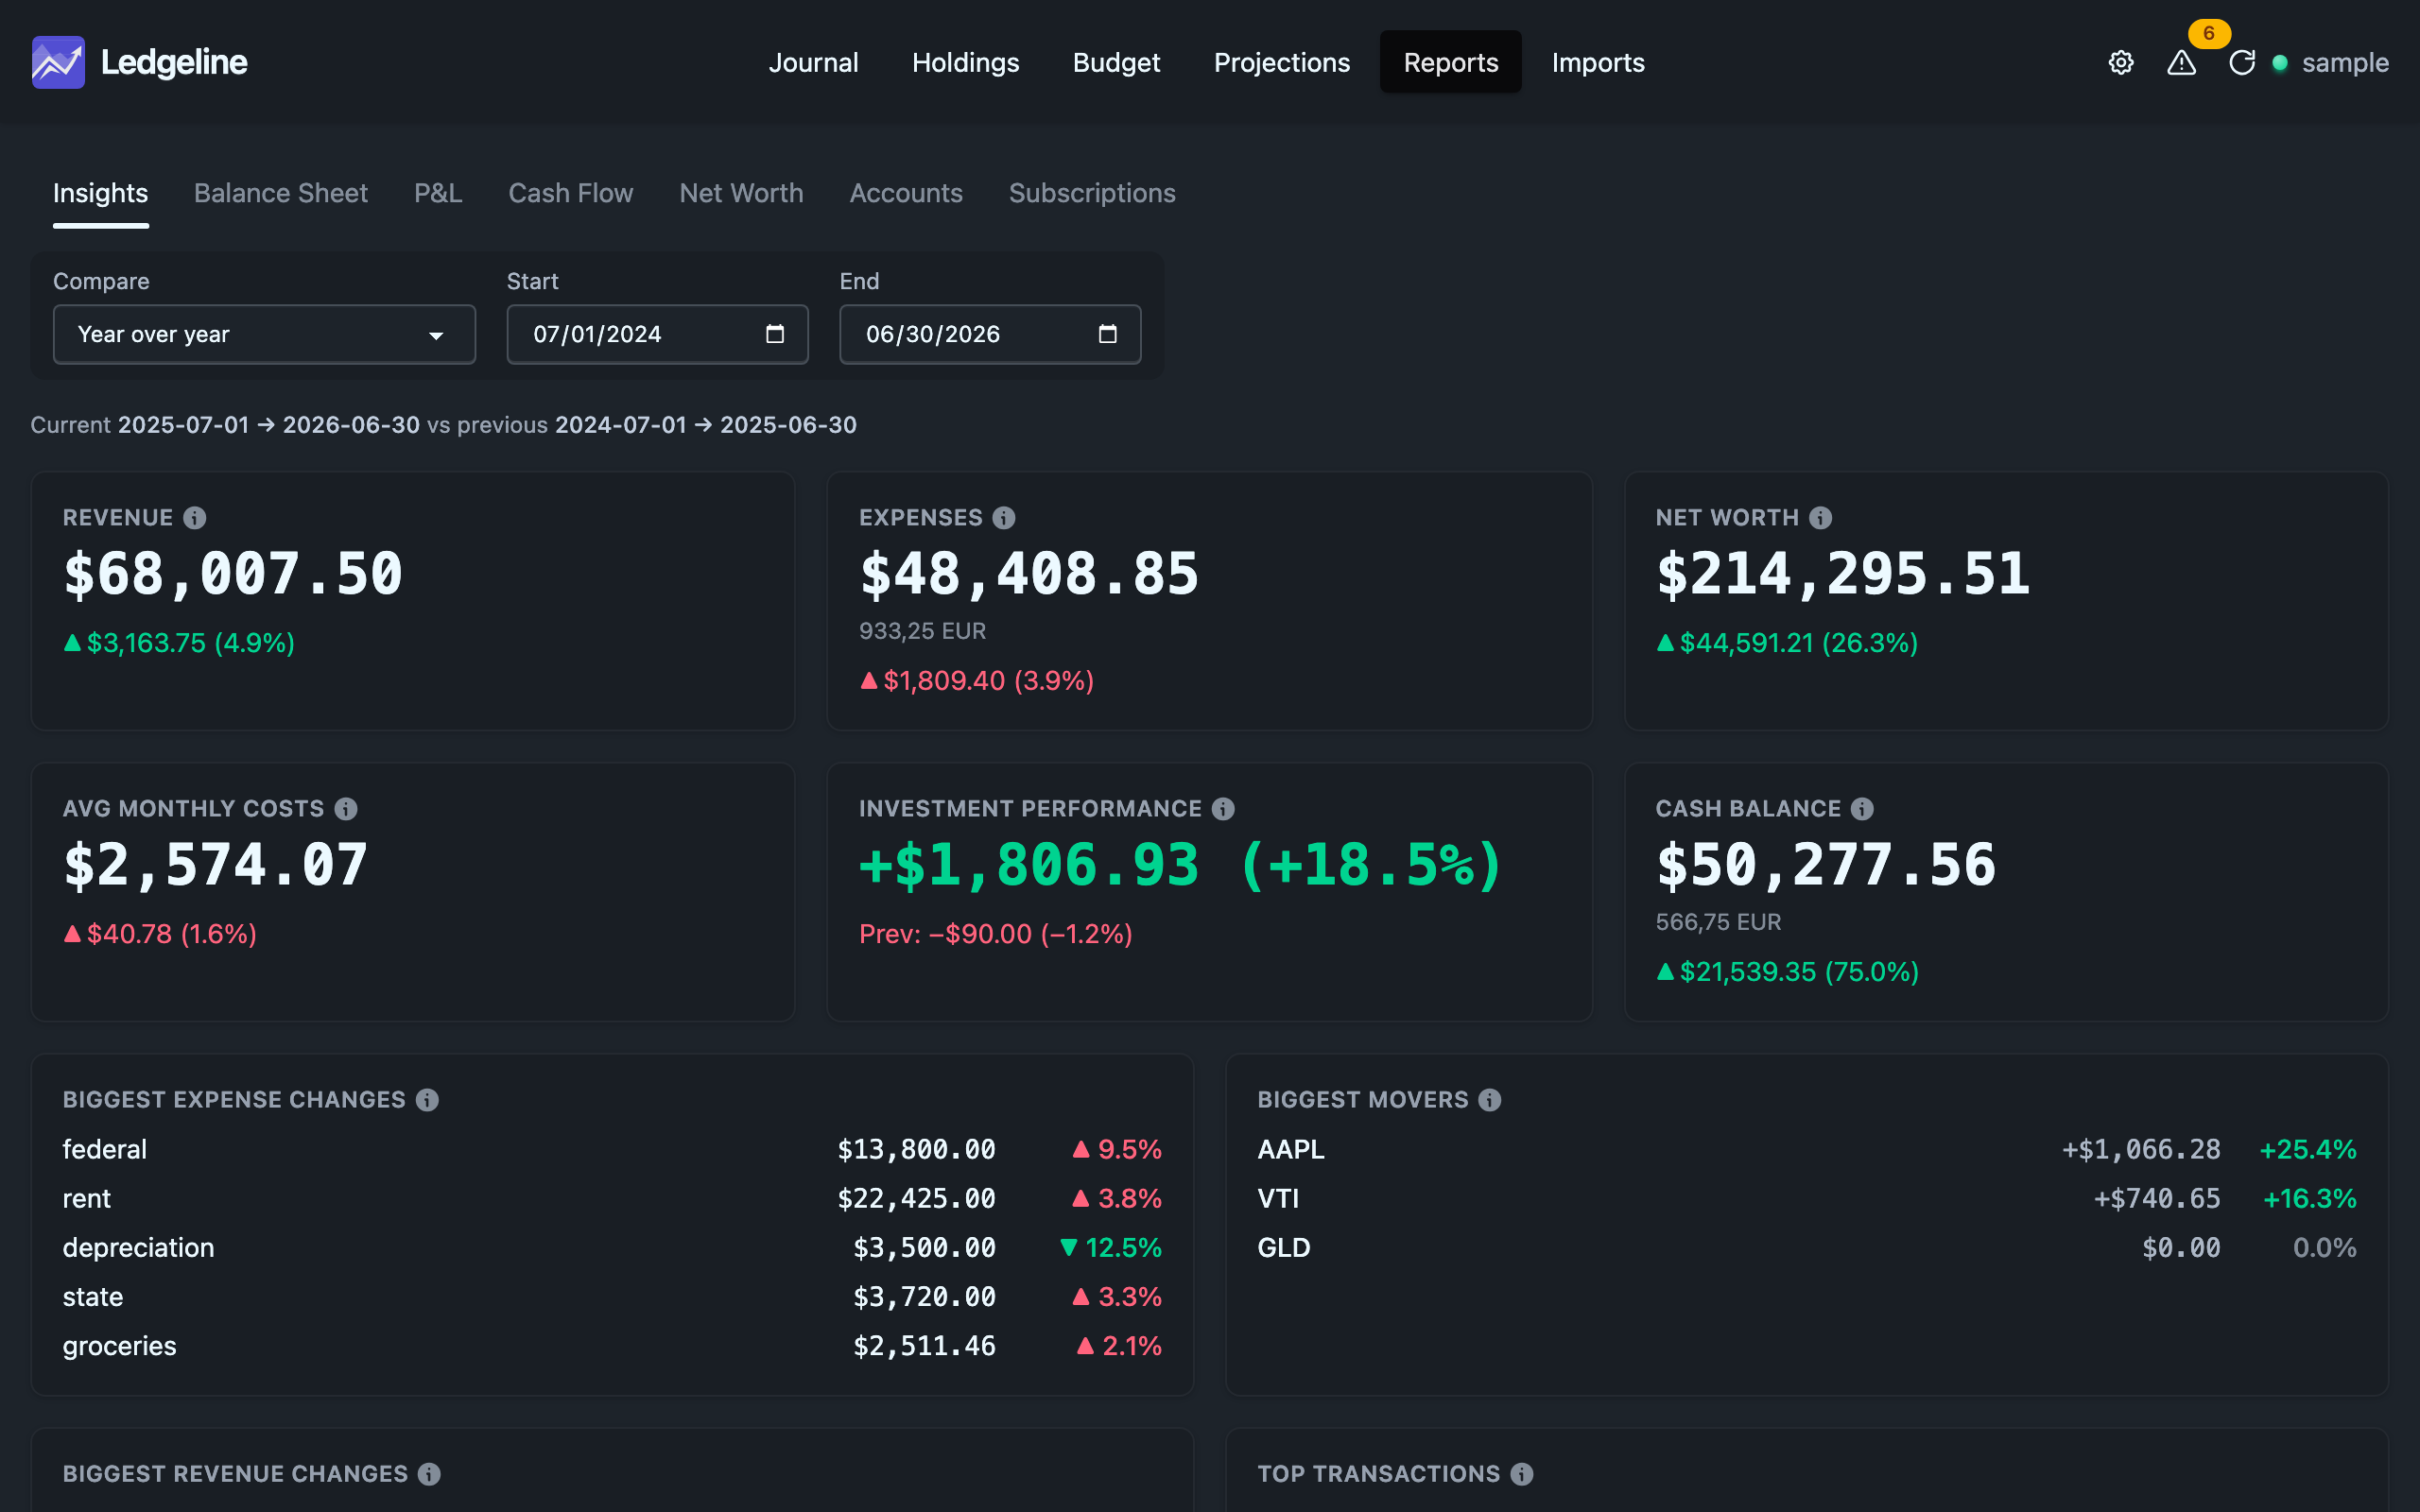 Ledgeline
Journal
Holdings
Budget
Projections
Reports
Imports
6
sample
Insights
Balance Sheet
P&L
Cash Flow
Net Worth
Accounts
Subscriptions
Compare
Start
End
Year over year
07/01/2024
06/30/2026
Current 2025-07-01 → 2026-06-30 vs previous 2024-07-01 → 2025-06-30
REVENUE
$68,007.50
▲ $3,163.75 (4.9%)
EXPENSES
$48,408.85
933,25 EUR
▲ $1,809.40 (3.9%)
NET WORTH
$214,295.51
▲ $44,591.21 (26.3%)
AVG MONTHLY COSTS
$2,574.07
▲ $40.78 (1.6%)
INVESTMENT PERFORMANCE
+$1,806.93 (+18.5%)
Prev: −$90.00 (−1.2%)
CASH BALANCE
$50,277.56
566,75 EUR
▲ $21,539.35 (75.0%)
BIGGEST EXPENSE CHANGES
federal $13,800.00 ▲ 9.5%
rent $22,425.00 ▲ 3.8%
depreciation $3,500.00 ▼ 12.5%
state $3,720.00 ▲ 3.3%
groceries $2,511.46 ▲ 2.1%
BIGGEST MOVERS
AAPL +$1,066.28 +25.4%
VTI +$740.65 +16.3%
GLD $0.00 0.0%
BIGGEST REVENUE CHANGES
TOP TRANSACTIONS